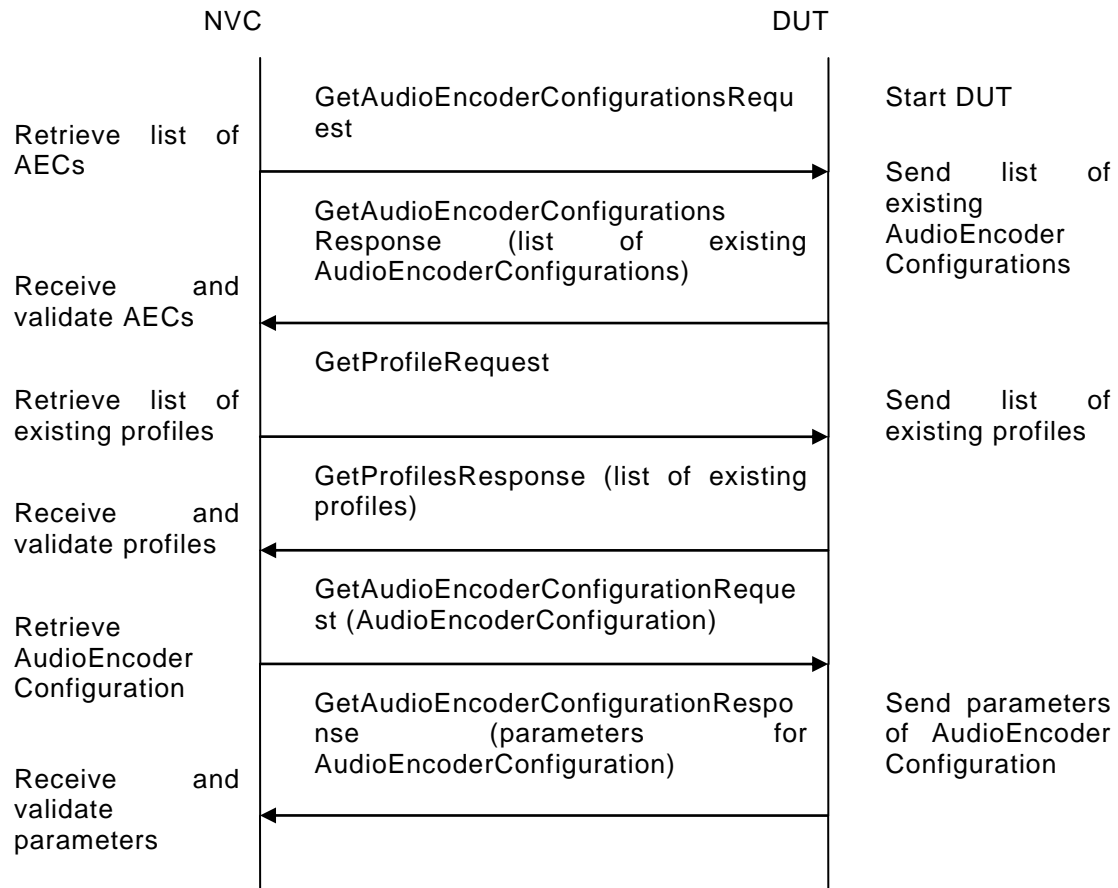 NVC
DUT
GetAudioEncoderConfigurationsRequ
est
Start DUT
Retrieve list of
AECs
Send list of
existing
AudioEncoder
Configurations
GetAudioEncoderConfigurations
Response (list of existing
AudioEncoderConfigurations)
Receive and
validate AECs
GetProfileRequest
Retrieve list of
existing profiles
Send list of
existing profiles
GetProfilesResponse (list of existing
profiles)
Receive and
validate profiles
GetAudioEncoderConfigurationReque
st (AudioEncoderConfiguration)
Retrieve
AudioEncoder
Configuration
GetAudioEncoderConfigurationRespo
nse (parameters for
AudioEncoderConfiguration)
Send parameters
of AudioEncoder
Configuration
Receive and
validate
parameters